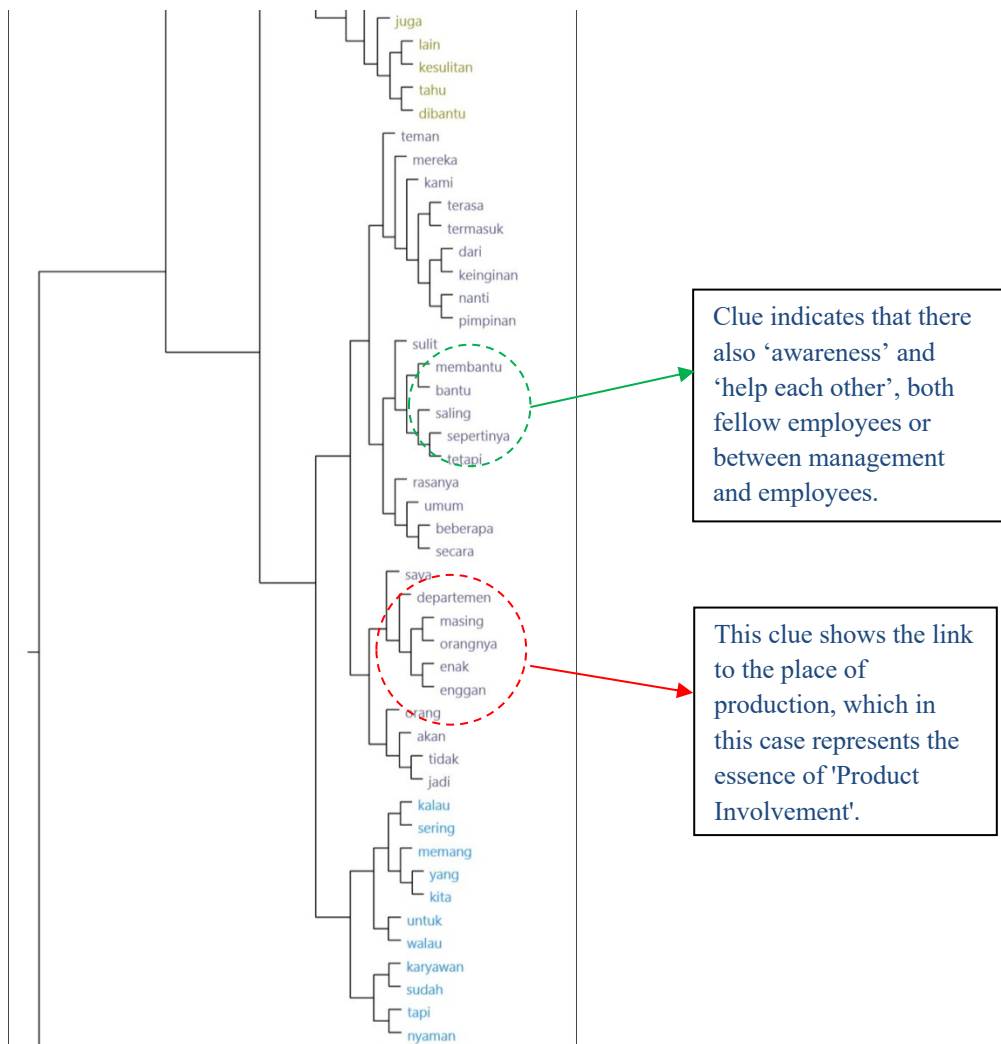 juga
lain
kesulitan
tahu
dibantu
teman
mereka
kami
terasa
termasuk
dari
keinginan
nanti
pimpinan
sulit
membantu
bantu
saling
sepertinya
tetapi
rasanya
umum
beberapa
secara
saya
departemen
masing
orangnya
enak
enggan
orang
akan
tidak
jadi
kalau
sering
memang
yang
kita
untuk
walau
karyawan
sudah
tapi
nyaman
Clue indicates that there
also ‘awareness’ and
‘help each other’, both
fellow employees or
between management
and employees.
This clue shows the link
to the place of
production, which in
this case represents the
essence of 'Product
Involvement'.